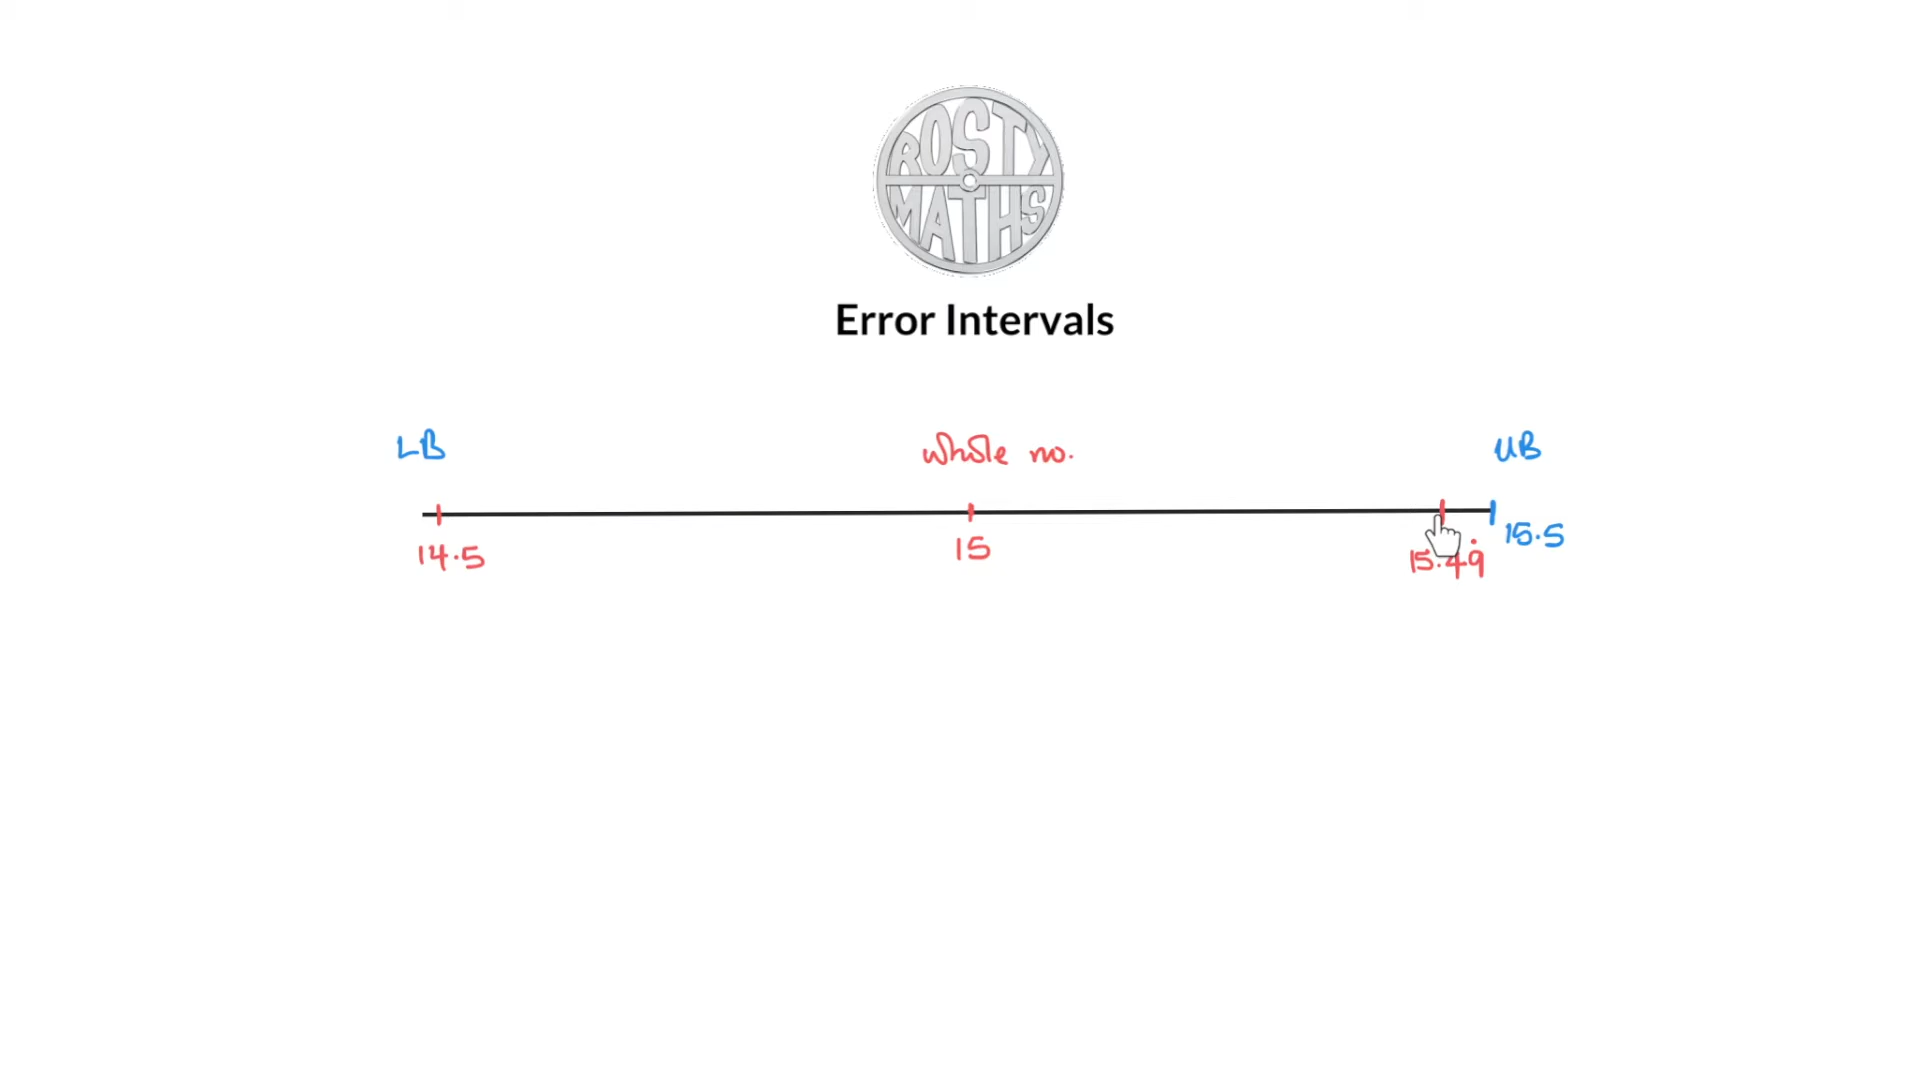 ROSTY
MATHS
Error Intervals
LB whole no. UB
14.5 15 15.49̇ 15.5